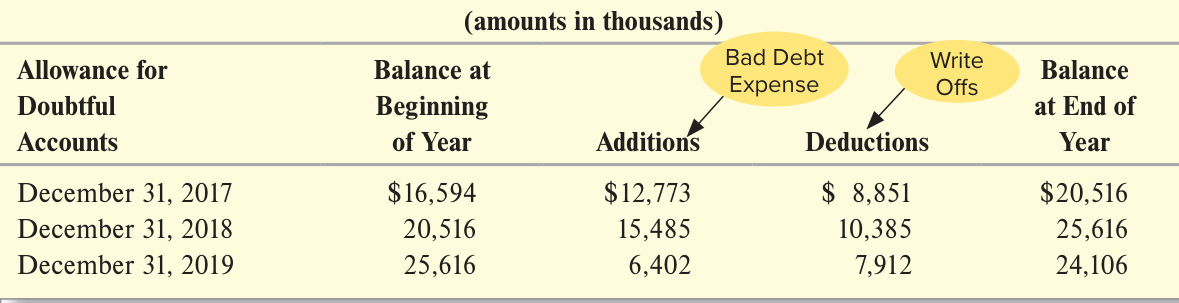 (amounts in thousands)
Allowance for Doubtful Accounts
Balance at Beginning of Year
Bad Debt Expense
Additions
Write Offs
Deductions
Balance at End of Year
December 31, 2017 $16,594 $12,773 $ 8,851 $20,516
December 31, 2018 20,516 15,485 10,385 25,616
December 31, 2019 25,616 6,402 7,912 24,106